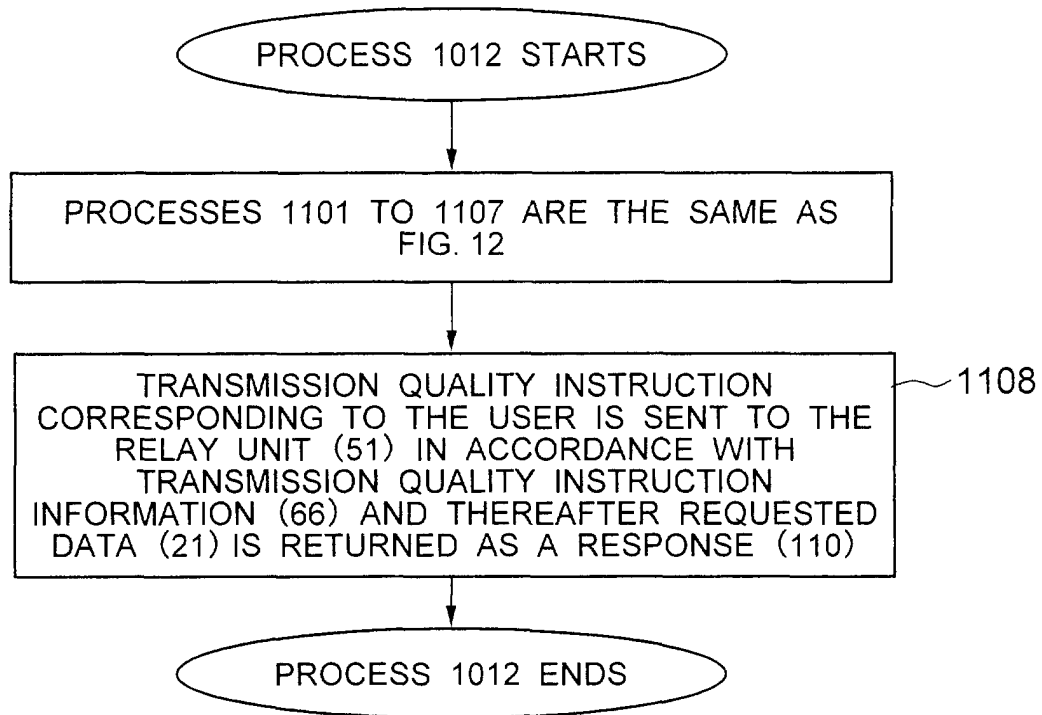 PROCESS 1012 STARTS
PROCESSES 1101 TO 1107 ARE THE SAME AS
FIG. 12
TRANSMISSION QUALITY INSTRUCTION
CORRESPONDING TO THE USER IS SENT TO THE
RELAY UNIT (51) IN ACCORDANCE WITH
TRANSMISSION QUALITY INSTRUCTION
INFORMATION (66) AND THEREAFTER REQUESTED
DATA (21) IS RETURNED AS A RESPONSE (110)
1108
PROCESS 1012 ENDS